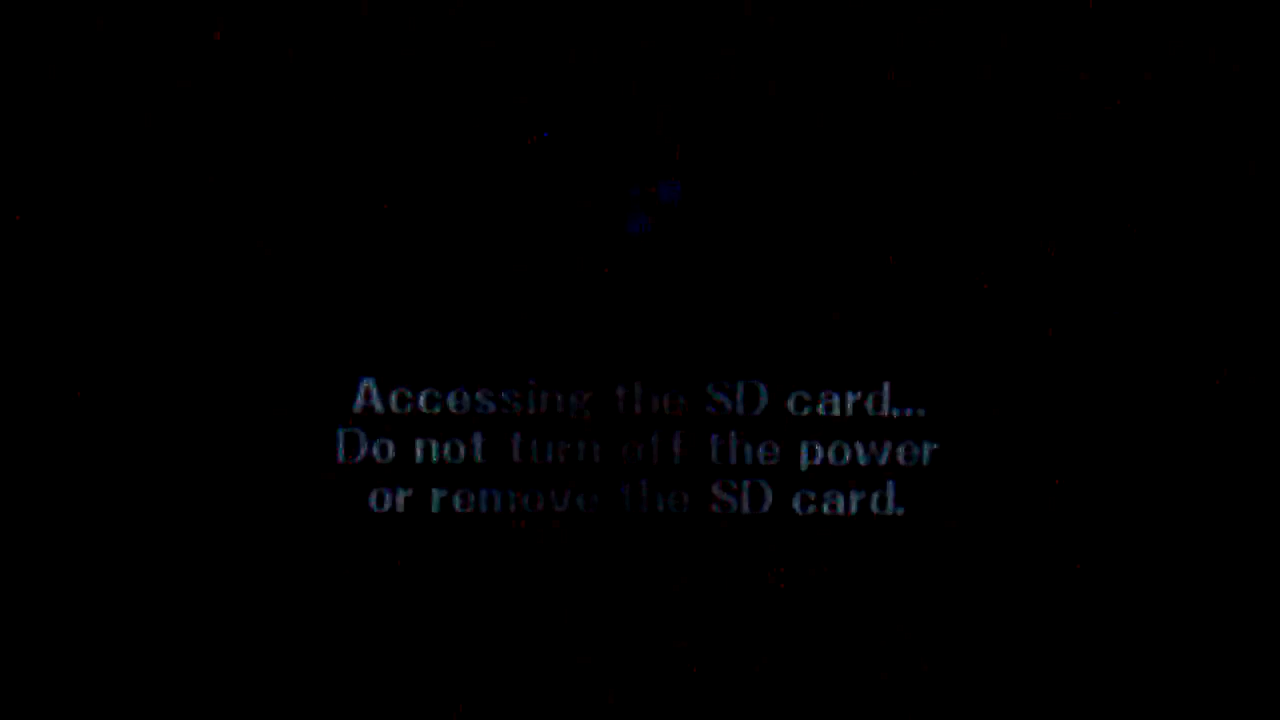 Accessing the SD card...
Do not turn off the power
or remove the SD card.